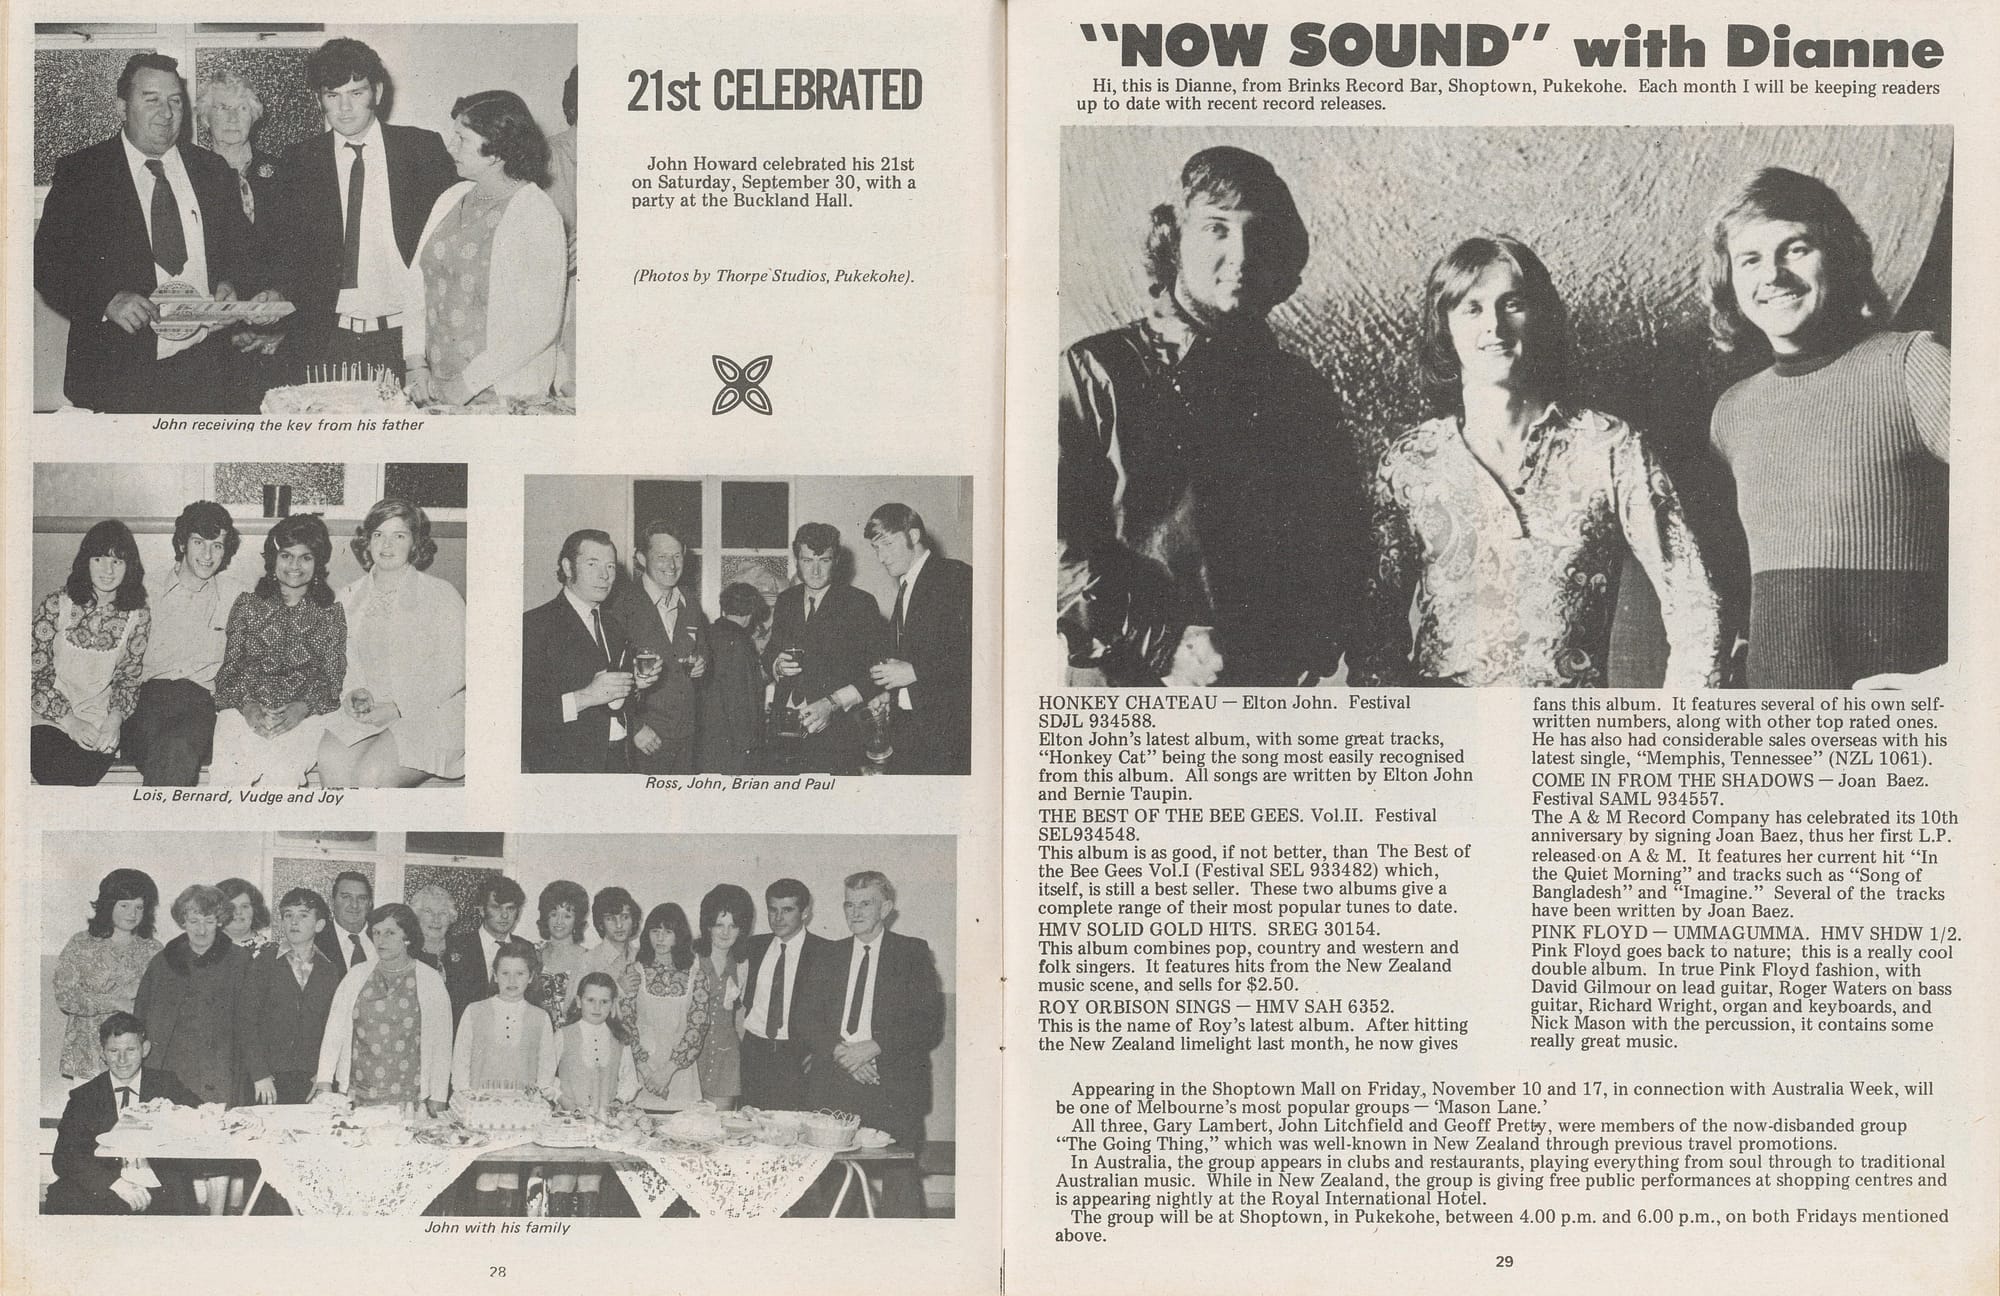 21st CELEBRATED
John Howard celebrated his 21st
on Saturday, September 30, with a
party at the Buckland Hall.
(Photos by Thorpe Studios, Pukekohe).
John receiving the key from his father
Lois, Bernard, Vudge and Joy
Ross, John, Brian and Paul
John with his family
28
"NOW SOUND" with Dianne
Hi, this is Dianne, from Brinks Record Bar, Shoptown, Pukekohe. Each month I will be keeping readers
up to date with recent record releases.
HONKEY CHATEAU — Elton John. Festival
SDJL 934588.
Elton John's latest album, with some great tracks,
"Honkey Cat" being the song most easily recognised
from this album. All songs are written by Elton John
and Bernie Taupin.
THE BEST OF THE BEE GEES. Vol.II. Festival
SEL934548.
This album is as good, if not better, than The Best of
the Bee Gees Vol.I (Festival SEL 933482) which,
itself, is still a best seller. These two albums give a
complete range of their most popular tunes to date.
HMV SOLID GOLD HITS. SREG 30154.
This album combines pop, country and western and
folk singers. It features hits from the New Zealand
music scene, and sells for $2.50.
ROY ORBISON SINGS — HMV SAH 6352.
This is the name of Roy's latest album. After hitting
the New Zealand limelight last month, he now gives
fans this album. It features several of his own self-
written numbers, along with other top rated ones.
He has also had considerable sales overseas with his
latest single, "Memphis, Tennessee" (NZL 1061).
COME IN FROM THE SHADOWS — Joan Baez.
Festival SAML 934557.
The A & M Record Company has celebrated its 10th
anniversary by signing Joan Baez, thus her first L.P.
released on A & M. It features her current hit "In
the Quiet Morning" and tracks such as "Song of
Bangladesh" and "Imagine." Several of the tracks
have been written by Joan Baez.
PINK FLOYD — UMMAGUMMA. HMV SHDW 1/2.
Pink Floyd goes back to nature; this is a really cool
double album. In true Pink Floyd fashion, with
David Gilmour on lead guitar, Roger Waters on bass
guitar, Richard Wright, organ and keyboards, and
Nick Mason with the percussion, it contains some
really great music.
Appearing in the Shoptown Mall on Friday, November 10 and 17, in connection with Australia Week, will
be one of Melbourne's most popular groups — 'Mason Lane.'
All three, Gary Lambert, John Litchfield and Geoff Pretty, were members of the now-disbanded group
"The Going Thing," which was well-known in New Zealand through previous travel promotions.
In Australia, the group appears in clubs and restaurants, playing everything from soul through to traditional
Australian music. While in New Zealand, the group is giving free public performances at shopping centres and
is appearing nightly at the Royal International Hotel.
The group will be at Shoptown, in Pukekohe, between 4.00 p.m. and 6.00 p.m., on both Fridays mentioned
above.
29